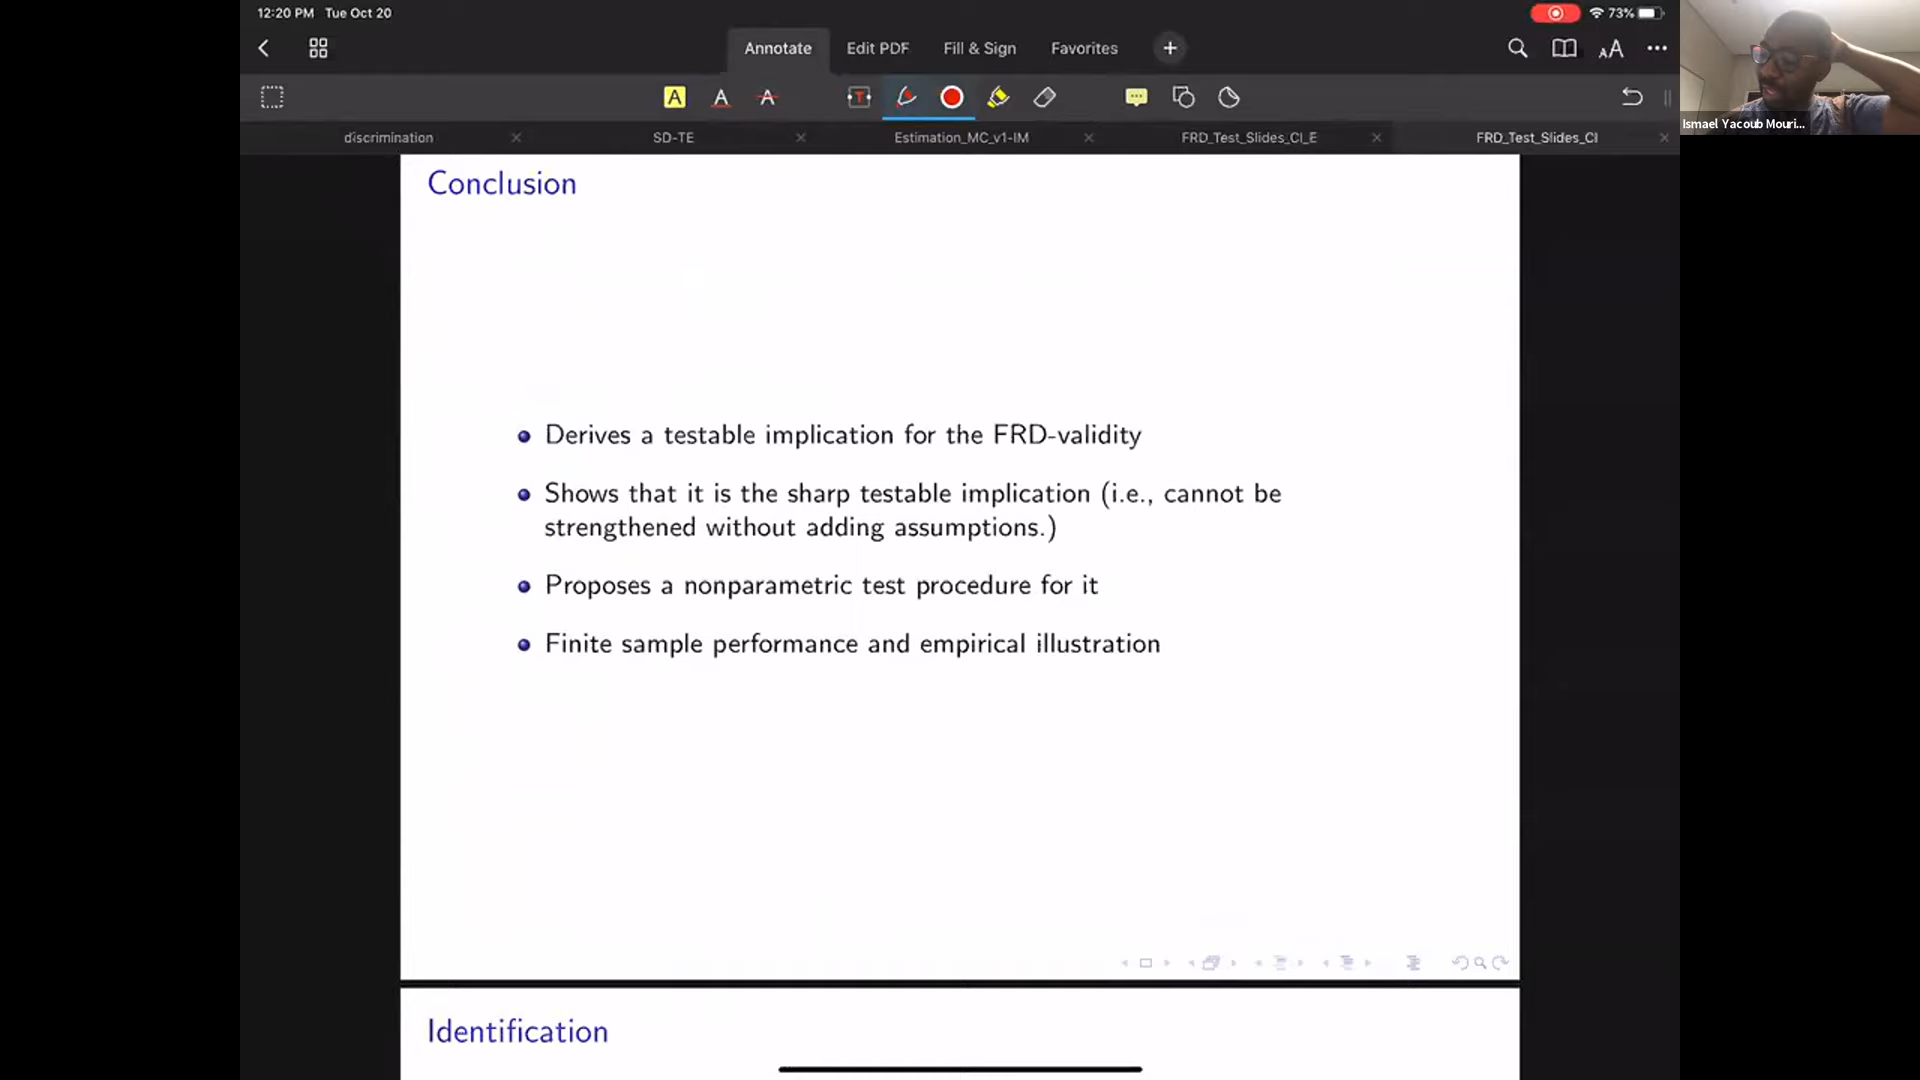 12:20 PM Tue Oct 20
73%
Annotate
Edit PDF
Fill & Sign
Favorites
AA
A
A
A
T
discrimination
SD-TE
Estimation_MC_v1-IM
FRD_Test_Slides_CI_E
FRD_Test_Slides_CI
Ismael Yacoub Mouri...
Conclusion
Derives a testable implication for the FRD-validity
Shows that it is the sharp testable implication (i.e., cannot be
strengthened without adding assumptions.)
Proposes a nonparametric test procedure for it
Finite sample performance and empirical illustration
Identification